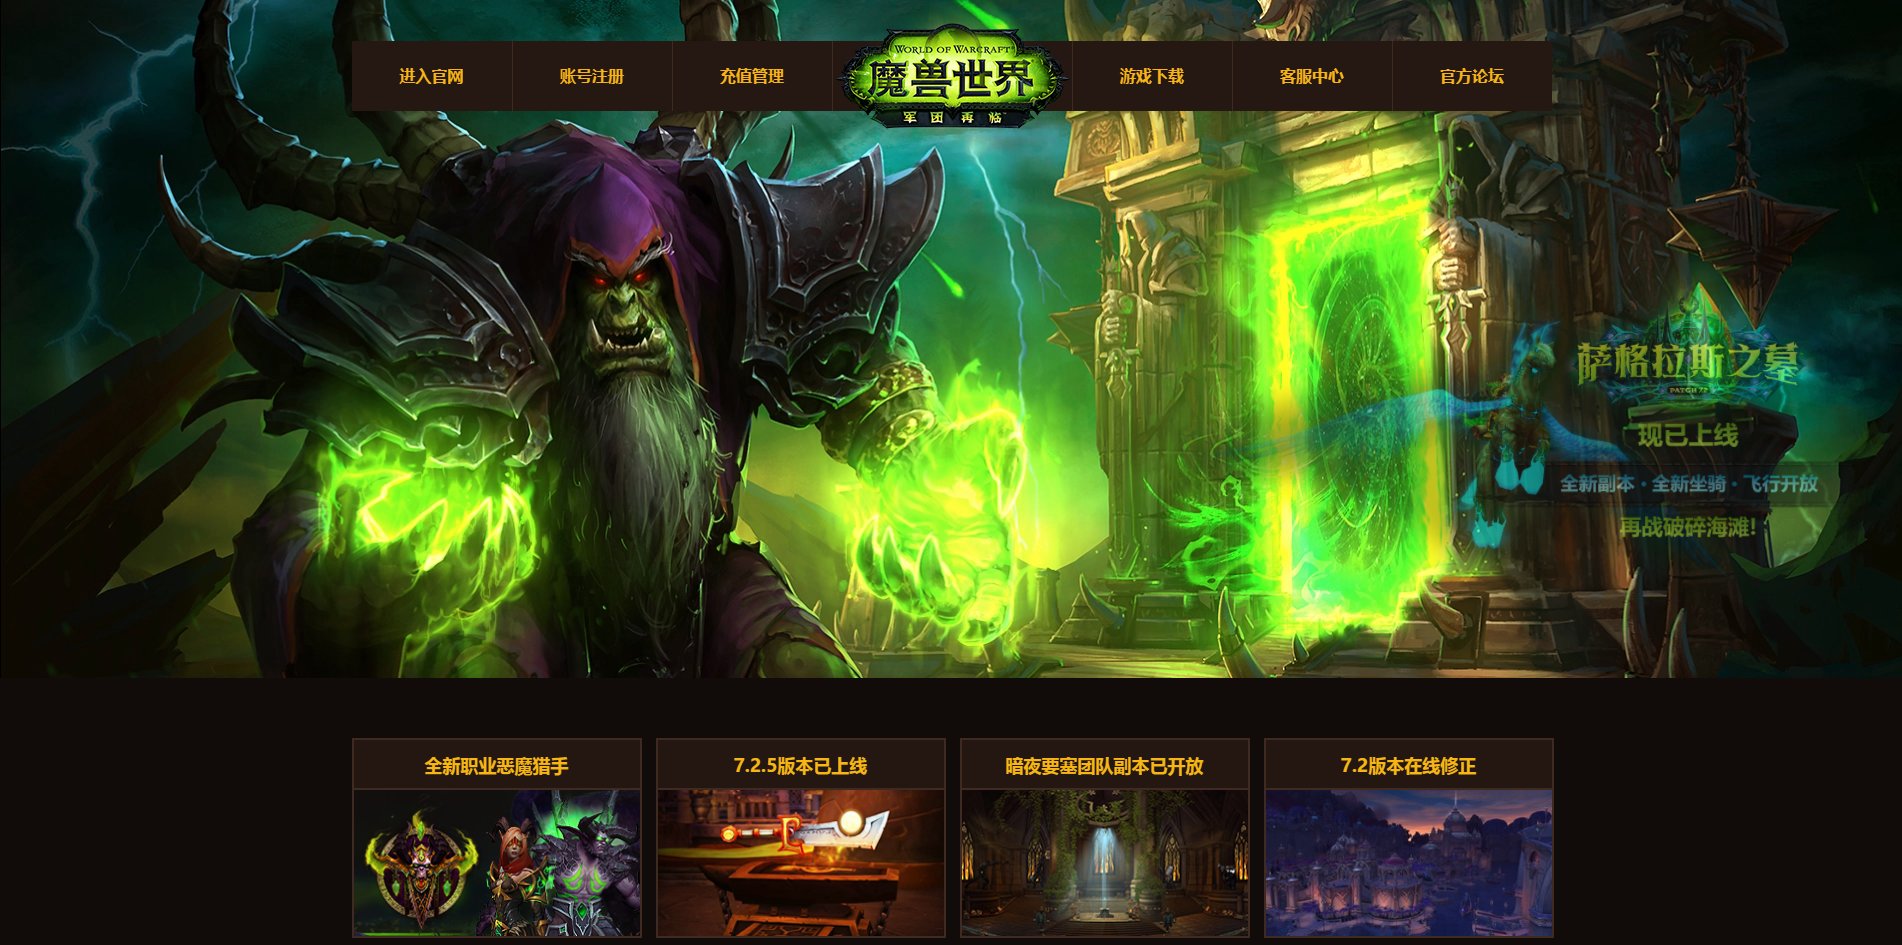 进入官网
账号注册
充值管理
WORLD OF WARCRAFT
魔兽世界
军团再临
游戏下载
客服中心
官方论坛
萨格拉斯之墓
PATCH 7.2
现已上线
全新副本·全新坐骑·飞行开放
再战破碎海滩!
全新职业恶魔猎手
7.2.5版本已上线
暗夜要塞团队副本已开放
7.2版本在线修正